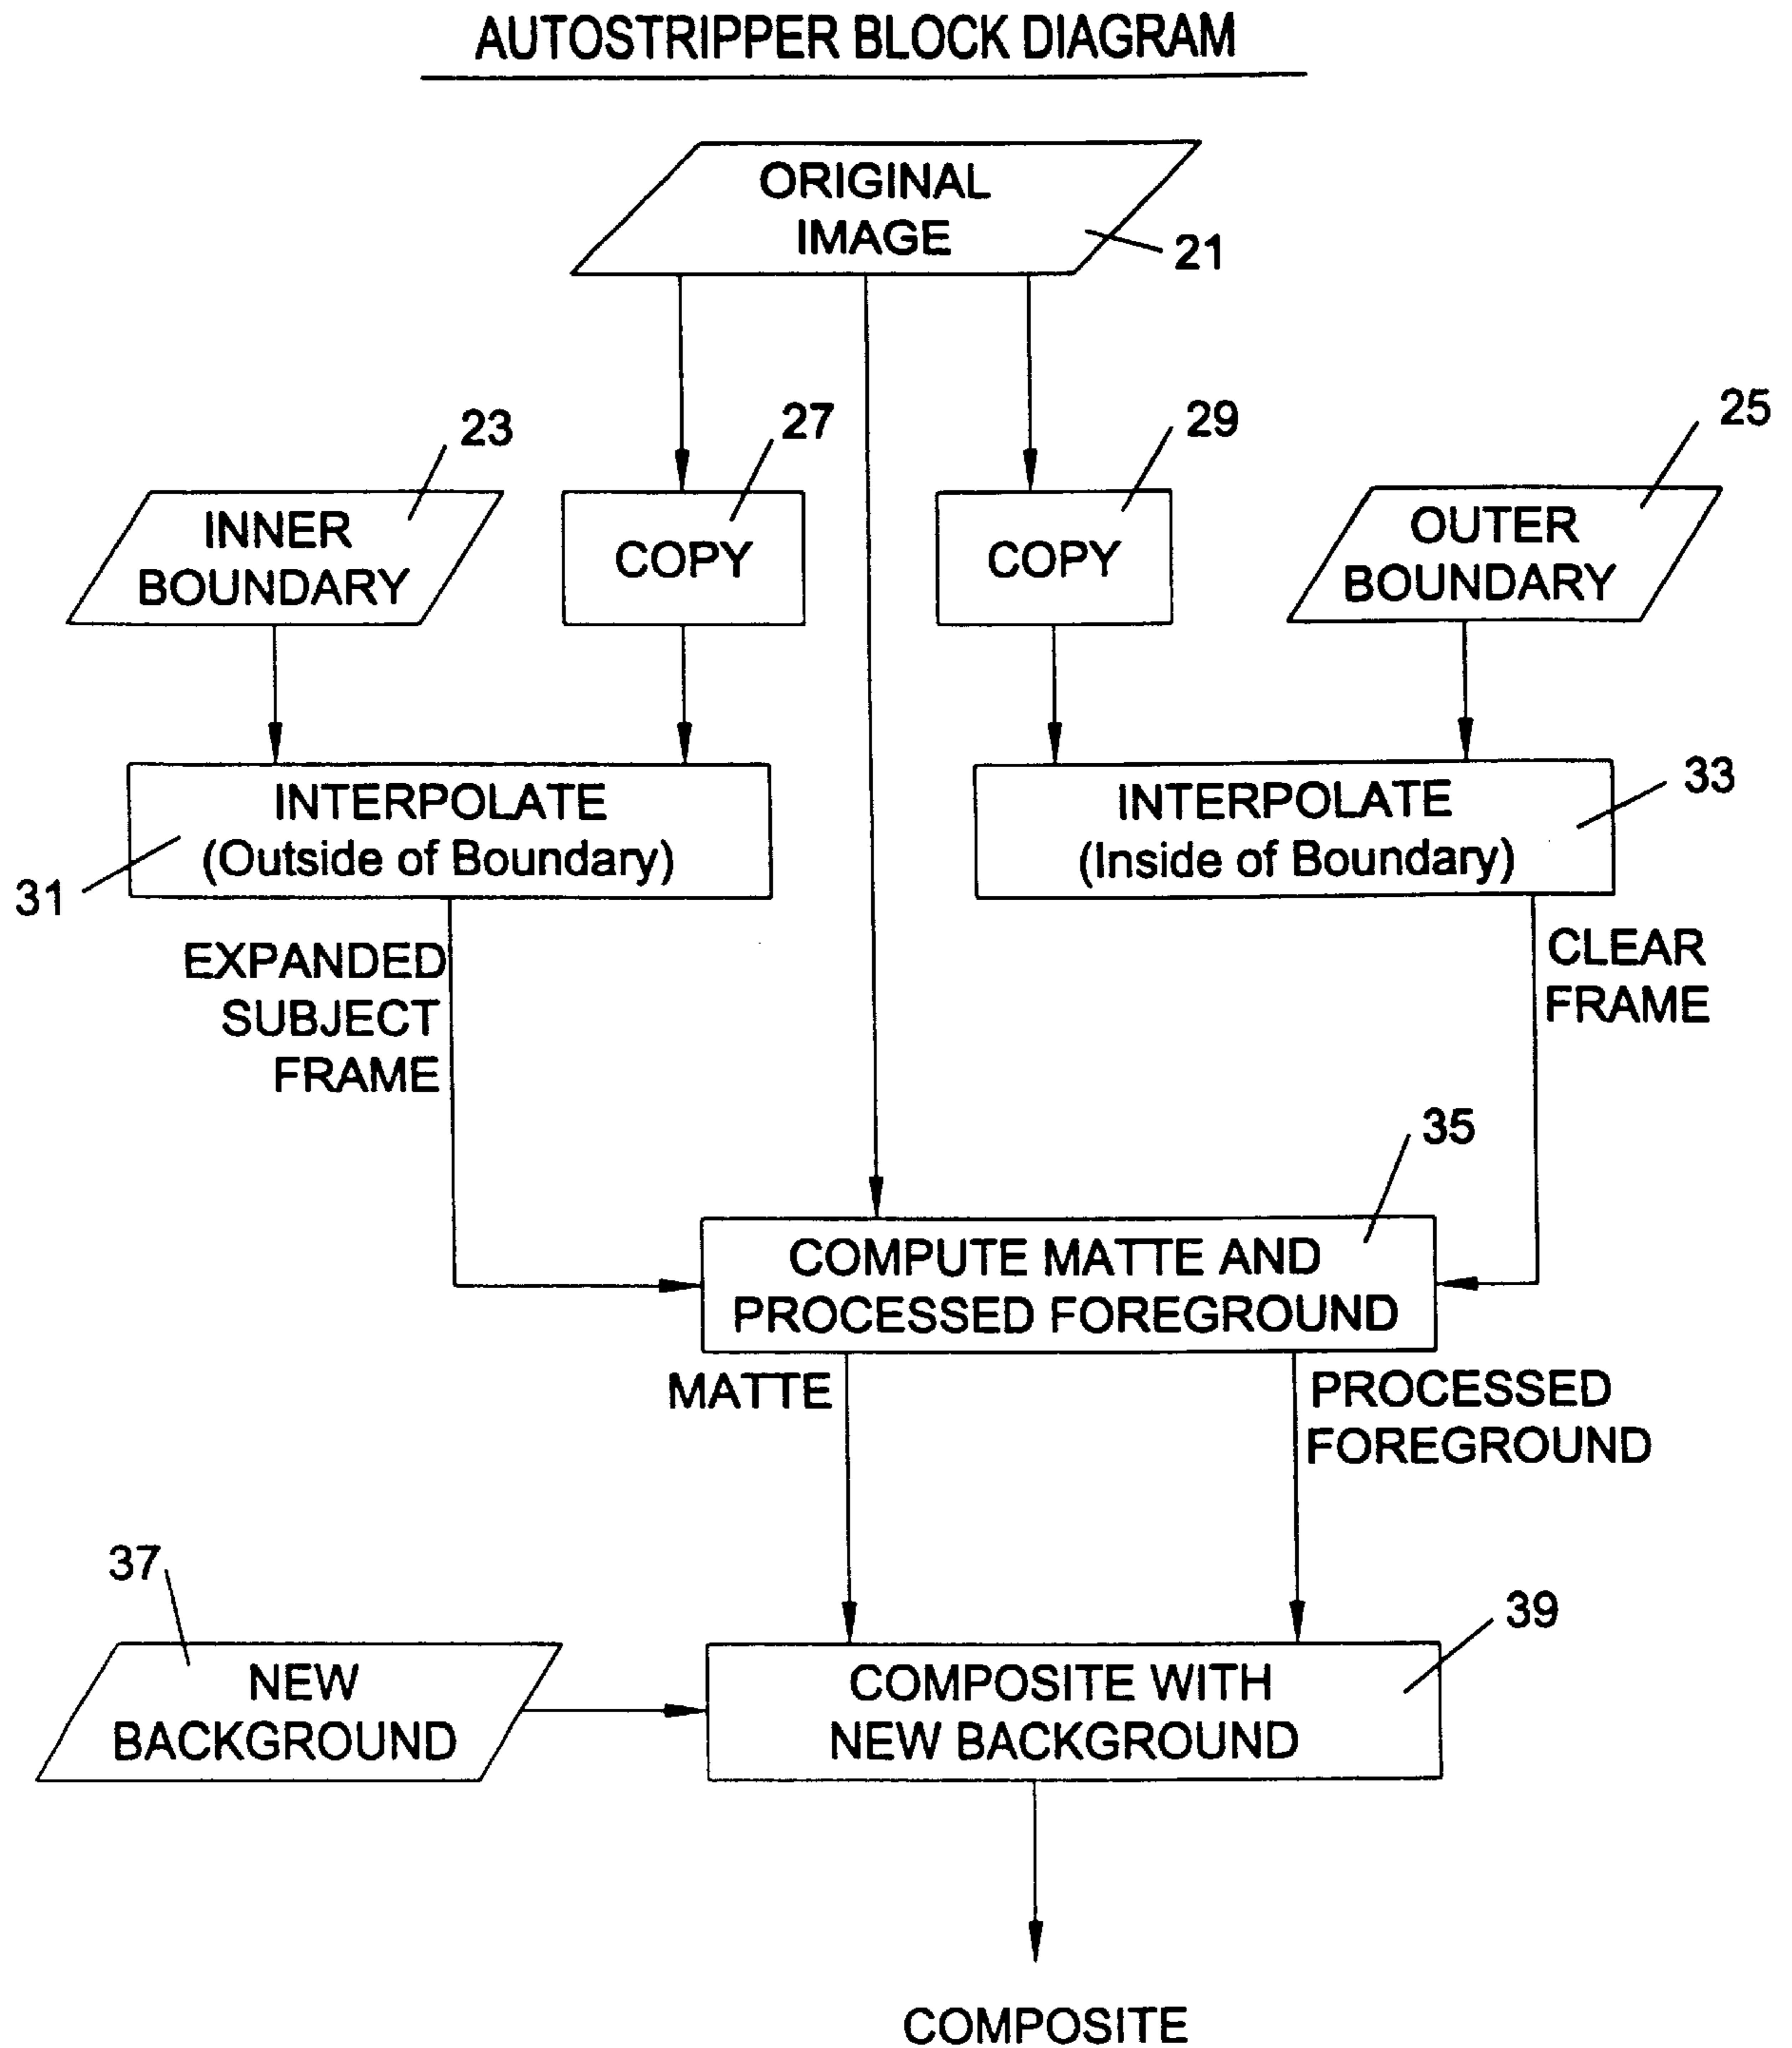 AUTOSTRIPPER BLOCK DIAGRAM
ORIGINAL
IMAGE
21
23
27
29
25
INNER
BOUNDARY
COPY
COPY
OUTER
BOUNDARY
INTERPOLATE
(Outside of Boundary)
31
INTERPOLATE
(Inside of Boundary)
33
EXPANDED
SUBJECT
FRAME
CLEAR
FRAME
35
COMPUTE MATTE AND
PROCESSED FOREGROUND
MATTE
PROCESSED
FOREGROUND
37
39
NEW
BACKGROUND
COMPOSITE WITH
NEW BACKGROUND
COMPOSITE